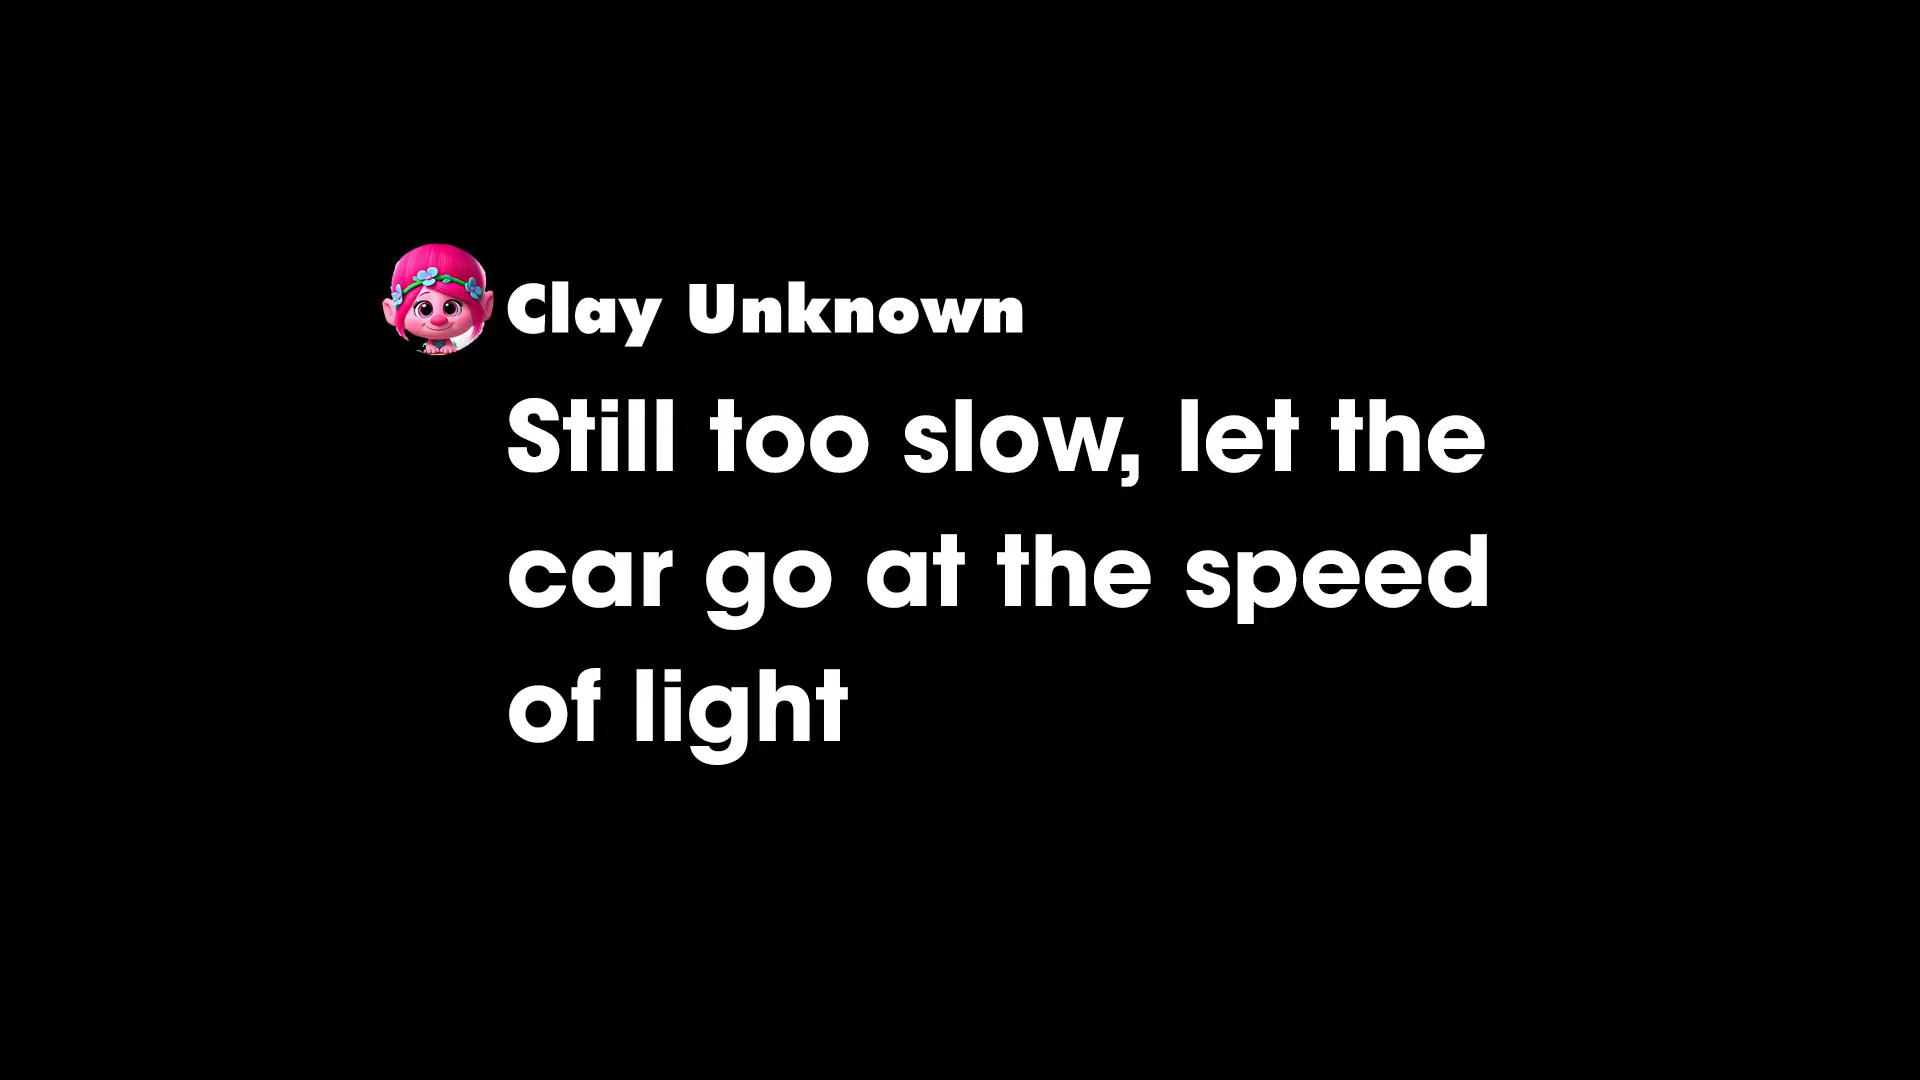 Clay Unknown
Still too slow, let the
car go at the speed
of light